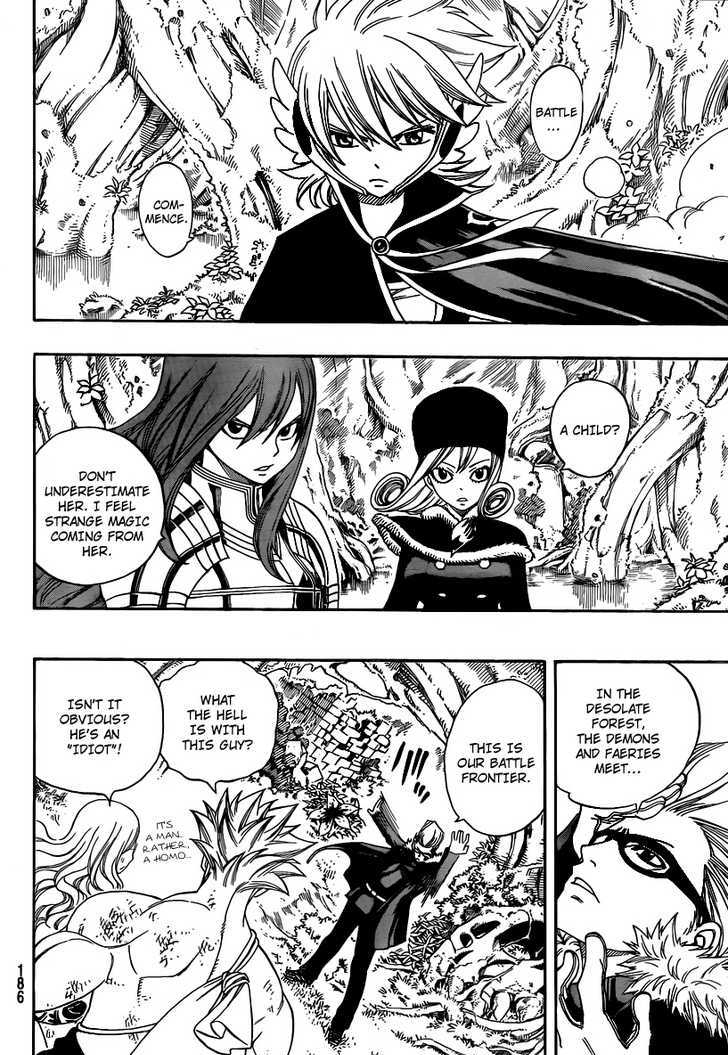 BATTLE
...
COM-
MENCE.
A CHILD?
DON'T
UNDERESTIMATE
HER. I FEEL
STRANGE MAGIC
COMING FROM
HER.
IN THE
DESOLATE
FOREST,
THE DEMONS
AND FAERIES
MEET...
THIS IS
OUR BATTLE
FRONTIER.
WHAT
THE HELL
IS WITH
THIS GUY?
ISN'T IT
OBVIOUS?
HE'S AN
"IDIOT"!
IT'S
A MAN.
RATHER,
A HOMO...
186